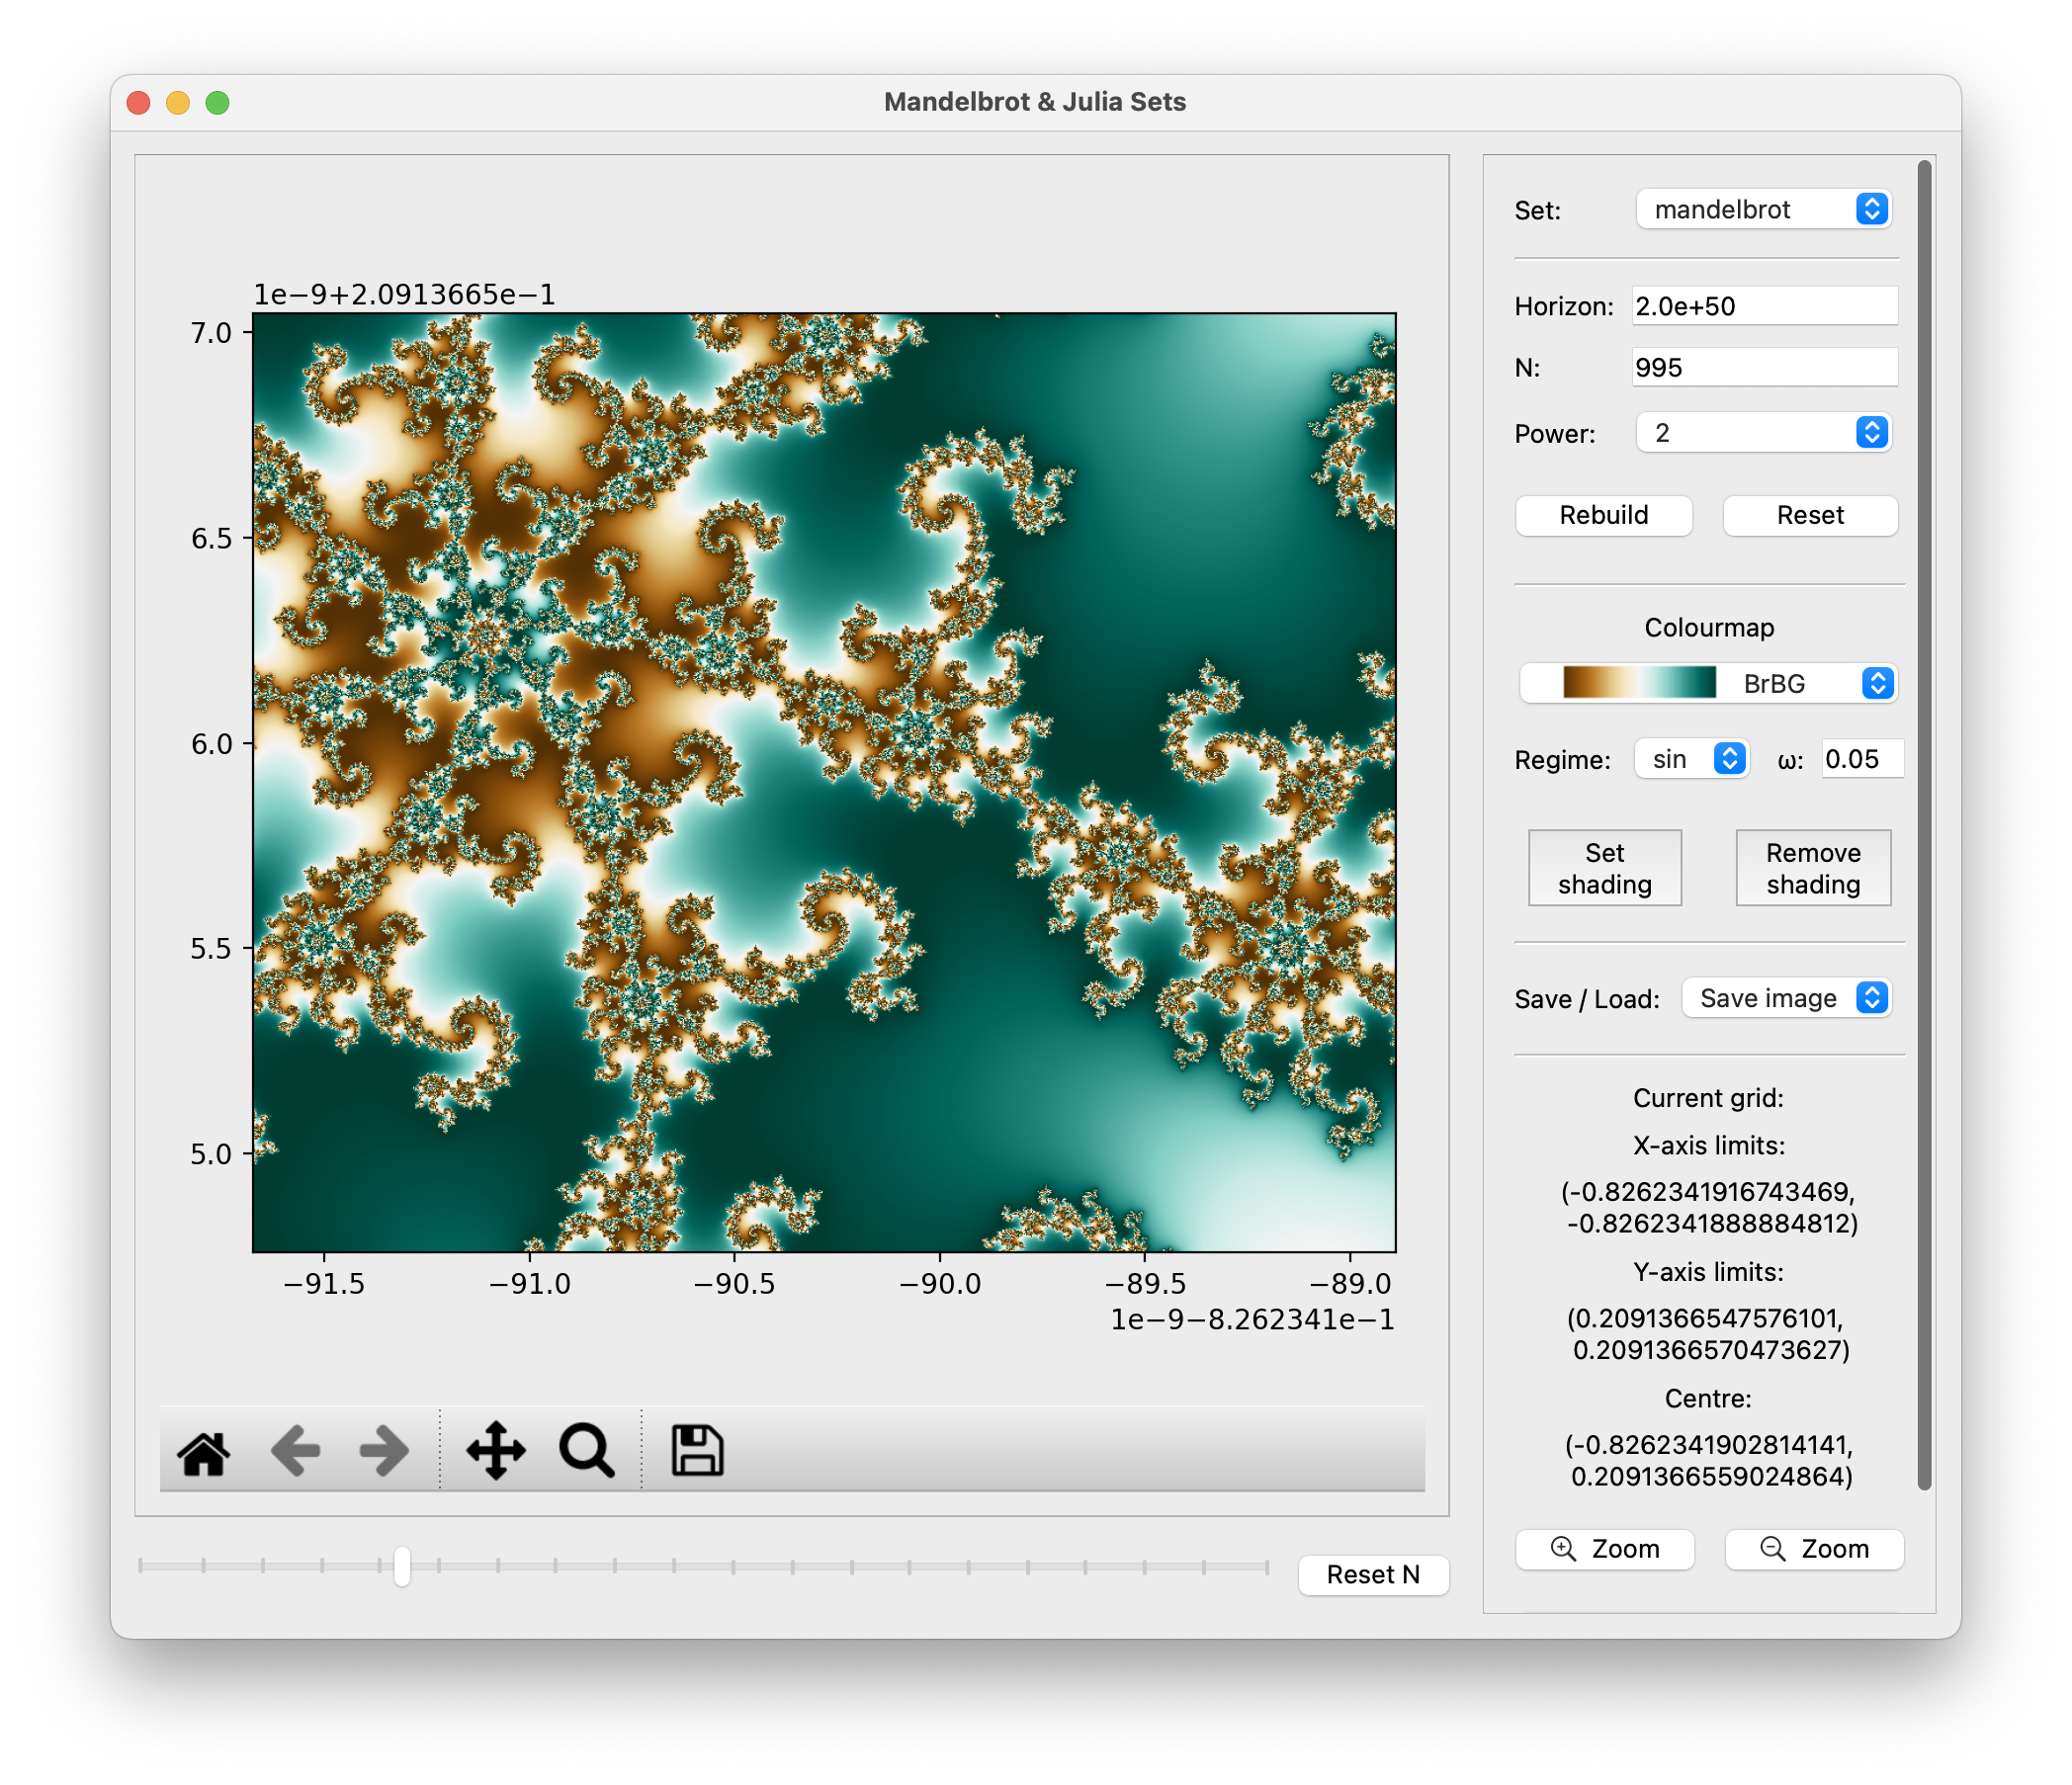 Mandelbrot & Julia Sets
1e−9+2.0913665e−1
7.0
6.5
6.0
5.5
5.0
−91.5 −91.0 −90.5 −90.0 −89.5 −89.0
1e−9−8.262341e−1
Reset N
Set: mandelbrot
Horizon: 2.0e+50
N: 995
Power: 2
Rebuild Reset
Colourmap
BrBG
Regime: sin ω: 0.05
Set
shading
Remove
shading
Save / Load: Save image
Current grid:
X-axis limits:
(-0.8262341916743469,
-0.8262341888884812)
Y-axis limits:
(0.2091366547576101,
0.2091366570473627)
Centre:
(-0.8262341902814141,
0.2091366559024864)
Zoom Zoom